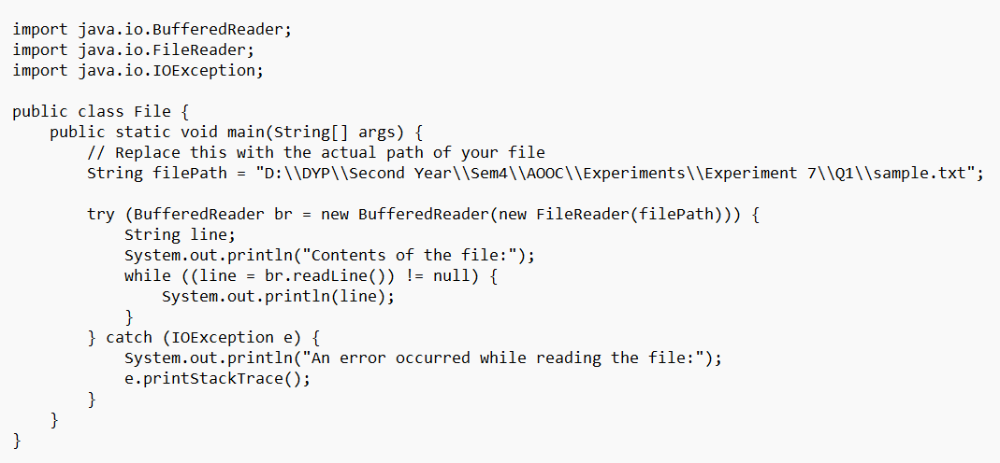 import java.io.BufferedReader;
import java.io.FileReader;
import java.io.IOException;

public class File {
    public static void main(String[] args) {
        // Replace this with the actual path of your file
        String filePath = "D:\\DYP\\Second Year\\Sem4\\AOOC\\Experiments\\Experiment 7\\Q1\\sample.txt";

        try (BufferedReader br = new BufferedReader(new FileReader(filePath))) {
            String line;
            System.out.println("Contents of the file:");
            while ((line = br.readLine()) != null) {
                System.out.println(line);
            }
        } catch (IOException e) {
            System.out.println("An error occurred while reading the file:");
            e.printStackTrace();
        }
    }
}